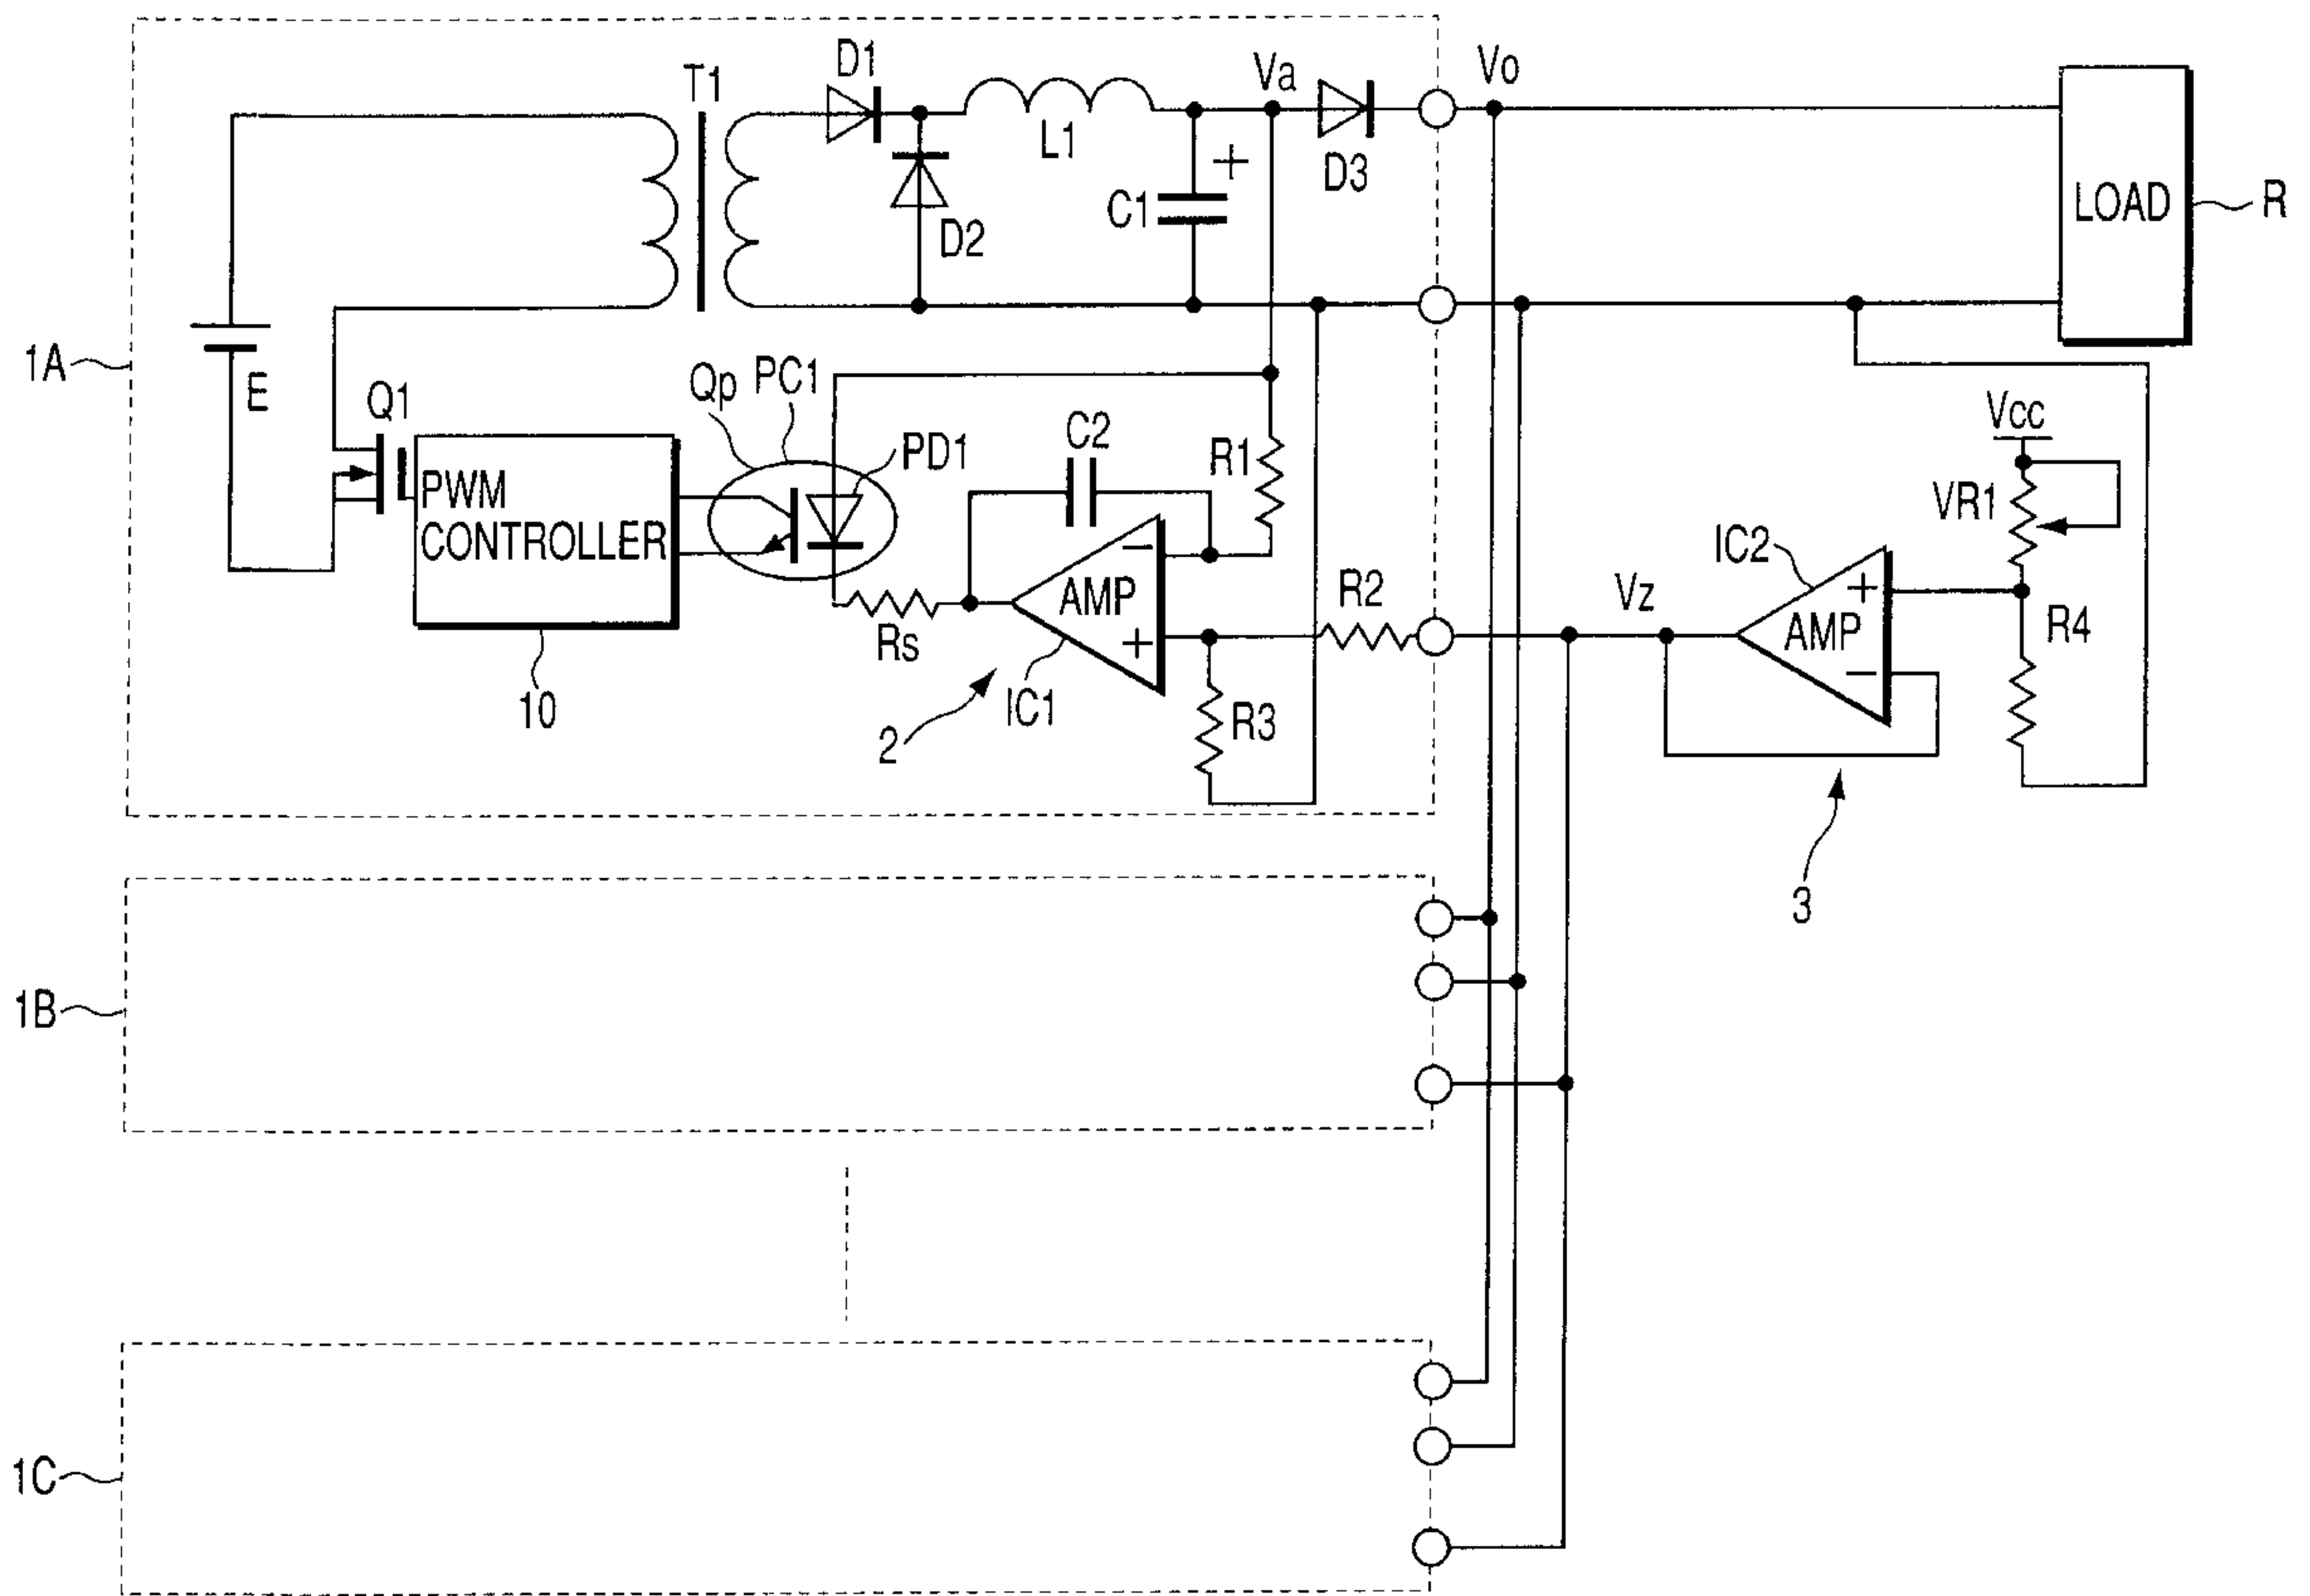 D1
T1
Va
Vo
L1
+
D3
C1
D2
LOAD
R
1A
E
Q1
Qp
PC1
PD1
C2
R1
Vcc
VR1
PWM
CONTROLLER
-
AMP
+
Rs
IC1
R2
R3
10
2
Vz
IC2
+
AMP
-
R4
3
1B
1C